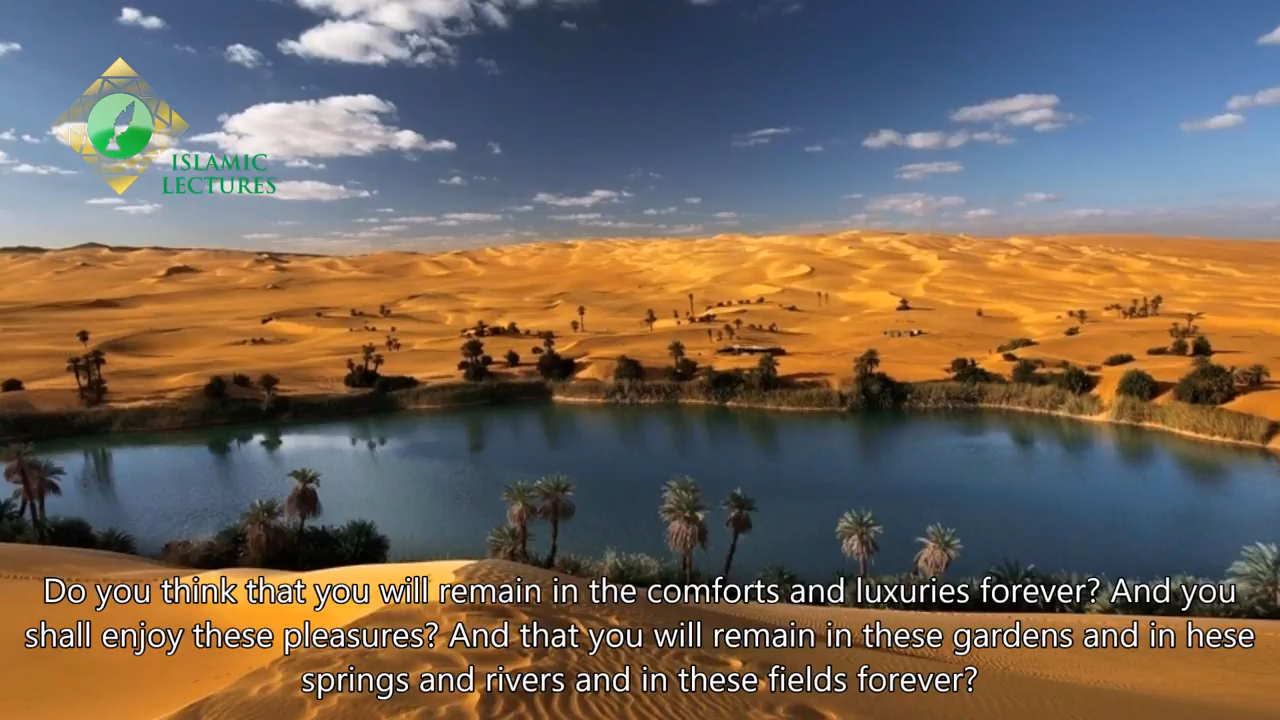 ISLAMIC
LECTURES
Do you think that you will remain in the comforts and luxuries forever? And you
shall enjoy these pleasures? And that you will remain in these gardens and in hese
springs and rivers and in these fields forever?